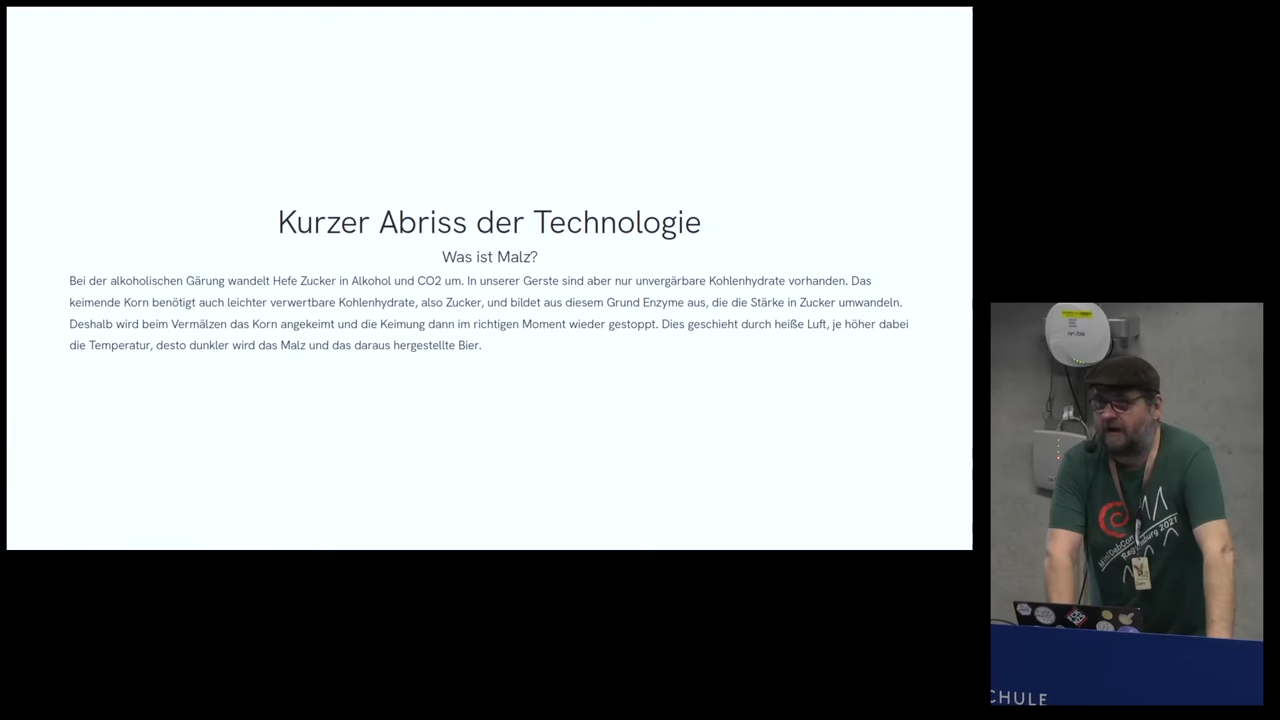 Kurzer Abriss der Technologie
Was ist Malz?
Bei der alkoholischen Gärung wandelt Hefe Zucker in Alkohol und CO2 um. In unserer Gerste sind aber nur unvergärbare Kohlenhydrate vorhanden. Das
keimende Korn benötigt auch leichter verwertbare Kohlenhydrate, also Zucker, und bildet aus diesem Grund Enzyme aus, die die Stärke in Zucker umwandeln.
Deshalb wird beim Vermälzen das Korn angekeimt und die Keimung dann im richtigen Moment wieder gestoppt. Dies geschieht durch heiße Luft, je höher dabei
die Temperatur, desto dunkler wird das Malz und das daraus hergestellte Bier.
aruba
MiniDebCon
2021
CHULE